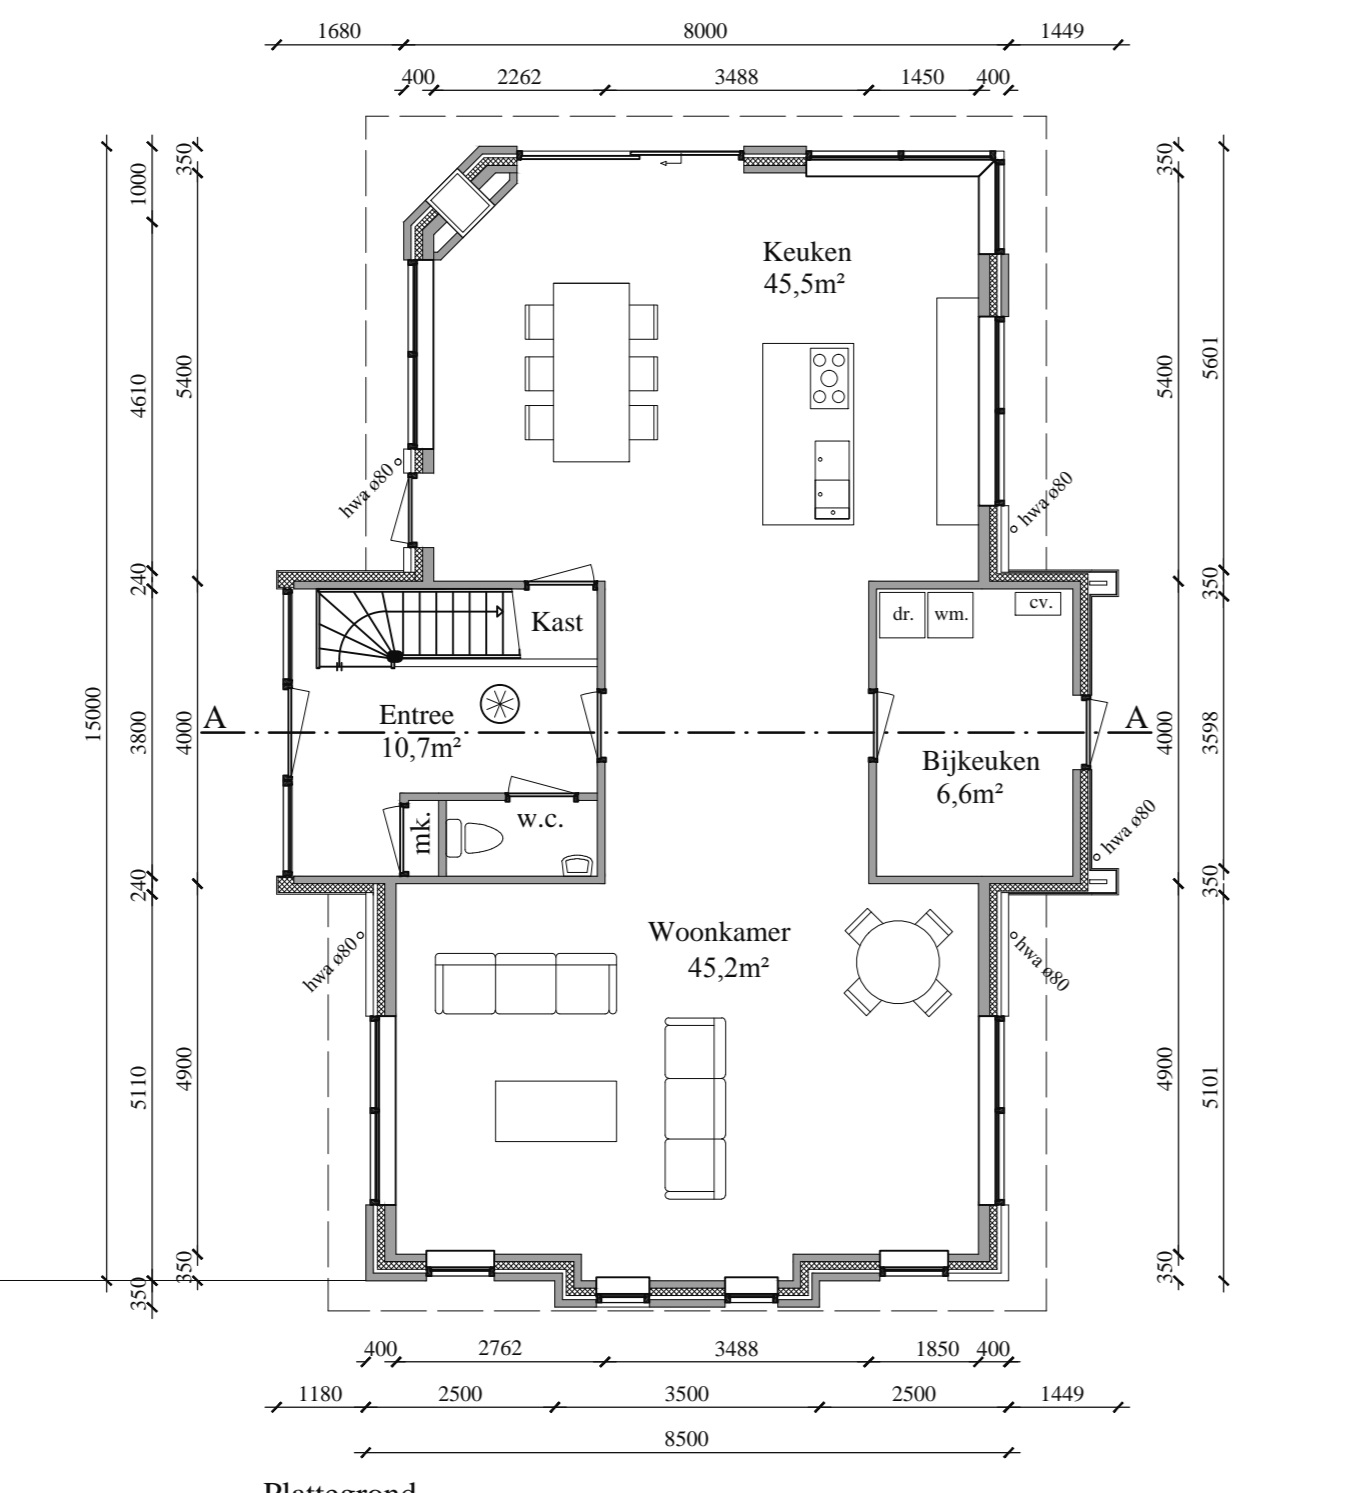 1680 8000 1449
400 2262 3488 1450 400
350
350
1000
Keuken
45,5m²
5601
5400
5400
4610
hwa ø80
hwa ø80
240
350
dr. wm. cv.
Kast
15000
3800
4000
A
Entree
10,7m²
A
4000
3598
Bijkeuken
6,6m²
mk.
w.c.
hwa ø80
240
350
Woonkamer
45,2m²
hwa ø80
hwa ø80
5110
4900
4900
5101
350
350
350
400 2762 3488 1850 400
1180 2500 3500 2500 1449
8500
Plattegrond